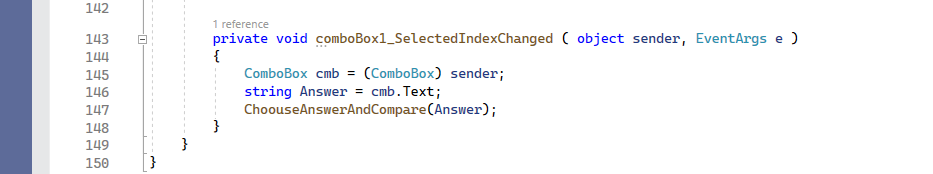 142
1 reference
143 private void comboBox1_SelectedIndexChanged ( object sender, EventArgs e )
144 {
145 ComboBox cmb = (ComboBox) sender;
146 string Answer = cmb.Text;
147 ChoouseAnswerAndCompare(Answer);
148 }
149 }
150 }